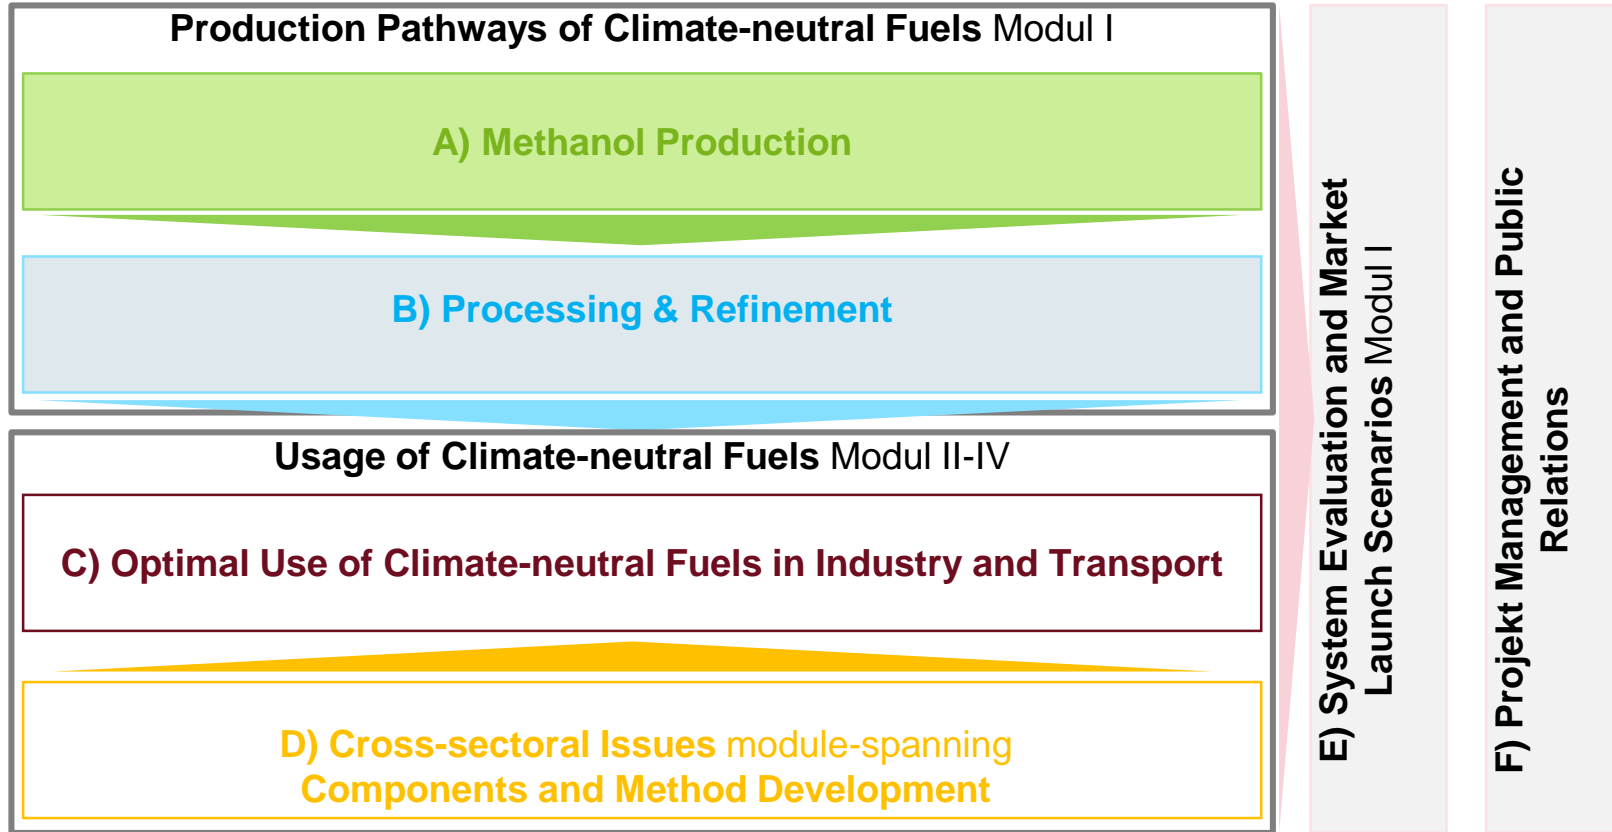 Production Pathways of Climate-neutral Fuels Modul I
A) Methanol Production
B) Processing & Refinement
Usage of Climate-neutral Fuels Modul II-IV
C) Optimal Use of Climate-neutral Fuels in Industry and Transport
D) Cross-sectoral Issues module-spanning
Components and Method Development
E) System Evaluation and Market
Launch Scenarios Modul I
F) Projekt Management and Public
Relations